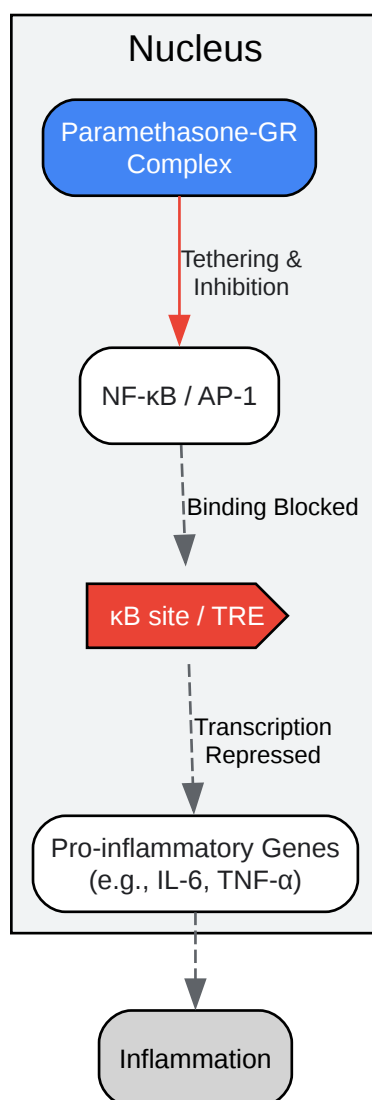 Nucleus
Paramethasone-GR
Complex
Tethering &
Inhibition
NF-κB / AP-1
Binding Blocked
κB site / TRE
Transcription
Repressed
Pro-inflammatory Genes
(e.g., IL-6, TNF-α)
Inflammation